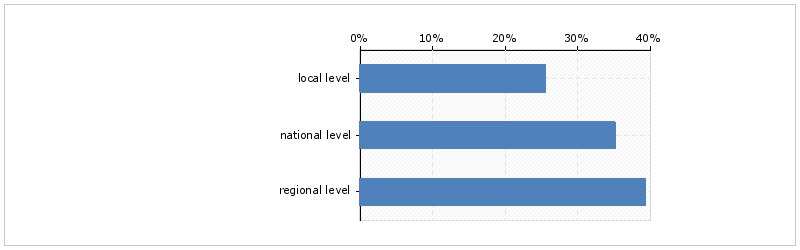 0% 10% 20% 30% 40%
local level
national level
regional level